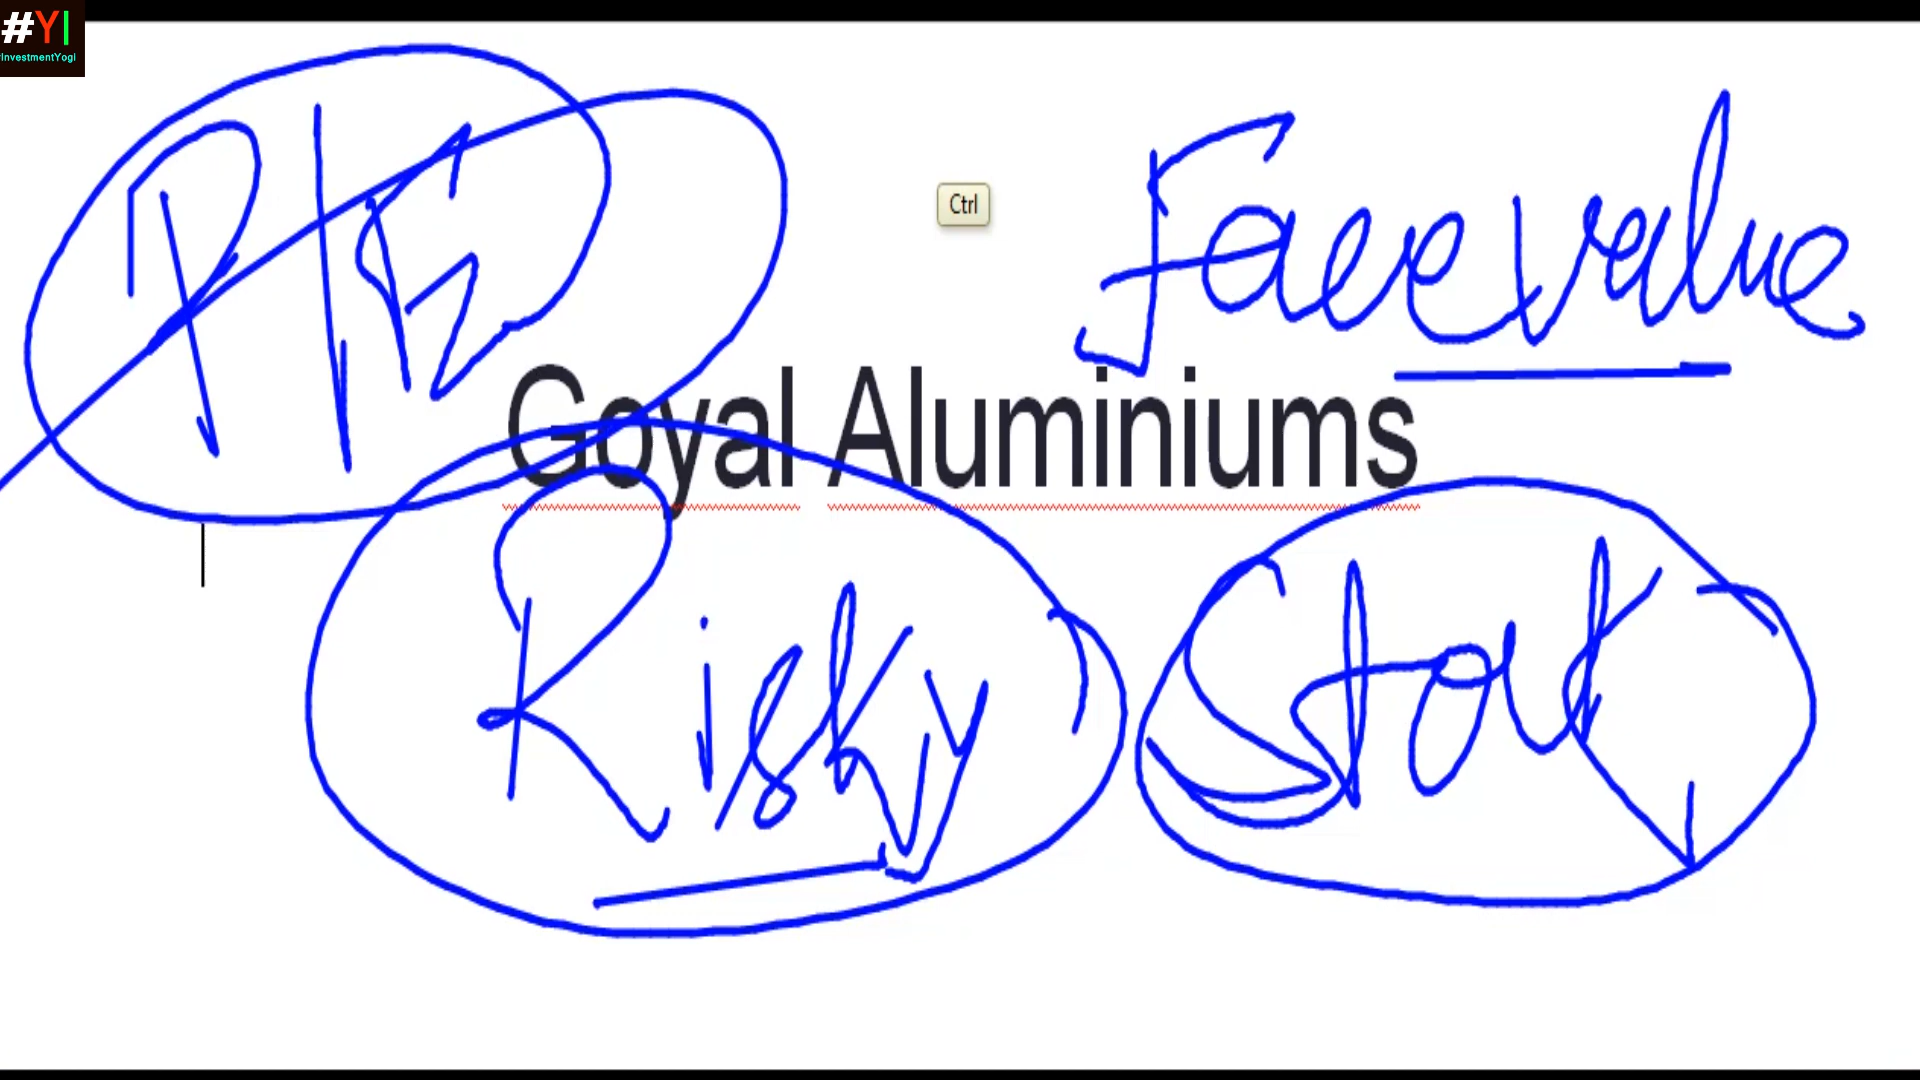 #YI
InvestmentYogi
P/E
Face value
Ctrl
Goyal Aluminiums
Risky Stock